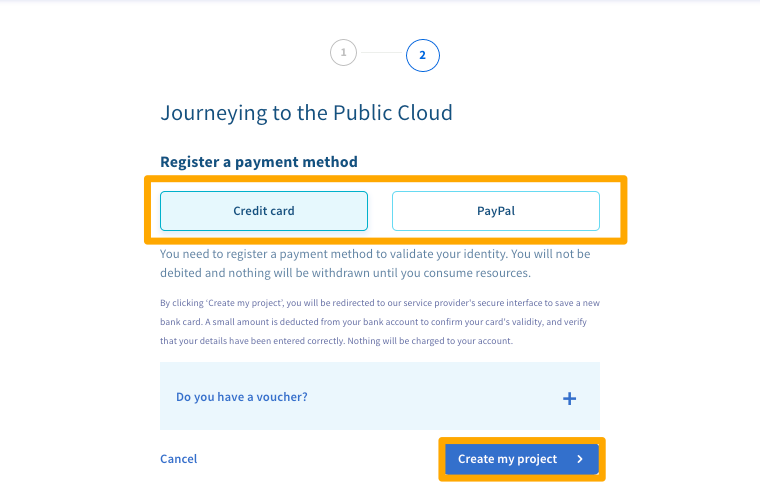 1
2
Journeying to the Public Cloud
Register a payment method
Credit card
PayPal
You need to register a payment method to validate your identity. You will not be
debited and nothing will be withdrawn until you consume resources.
By clicking 'Create my project', you will be redirected to our service provider's secure interface to save a new
bank card. A small amount is deducted from your bank account to confirm your card's validity, and verify
that your details have been entered correctly. Nothing will be charged to your account.
Do you have a voucher?
Cancel
Create my project